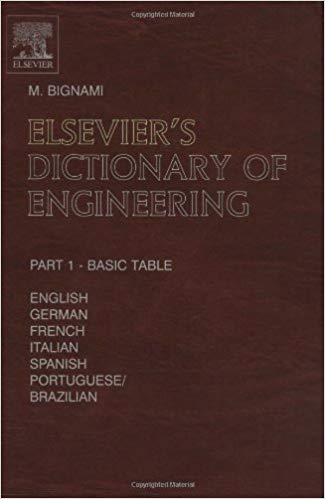 ELSEVIER
M. BIGNAMI
ELSEVIER'S
DICTIONARY OF
ENGINEERING
PART 1 - BASIC TABLE
ENGLISH
GERMAN
FRENCH
ITALIAN
SPANISH
PORTUGUESE/
BRAZILIAN